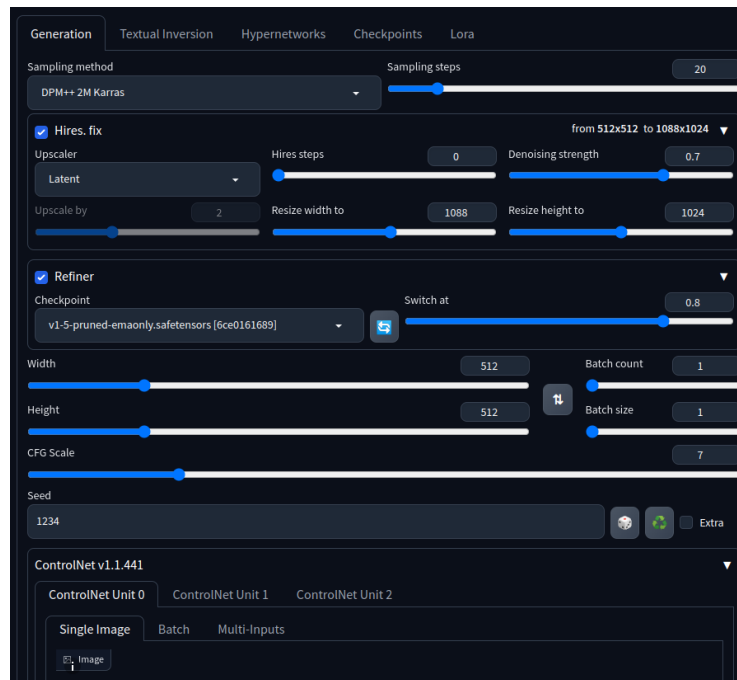 Generation Textual Inversion Hypernetworks Checkpoints Lora
Sampling method Sampling steps 20
DPM++ 2M Karras
Hires. fix from 512x512 to 1088x1024
Upscaler Hires steps 0 Denoising strength 0.7
Latent
Upscale by 2 Resize width to 1088 Resize height to 1024
Refiner
Checkpoint Switch at 0.8
v1-5-pruned-emaonly.safetensors [6ce0161689]
Width 512 Batch count 1
Height 512 Batch size 1
CFG Scale 7
Seed
1234 Extra
ControlNet v1.1.441
ControlNet Unit 0 ControlNet Unit 1 ControlNet Unit 2
Single Image Batch Multi-Inputs
Image